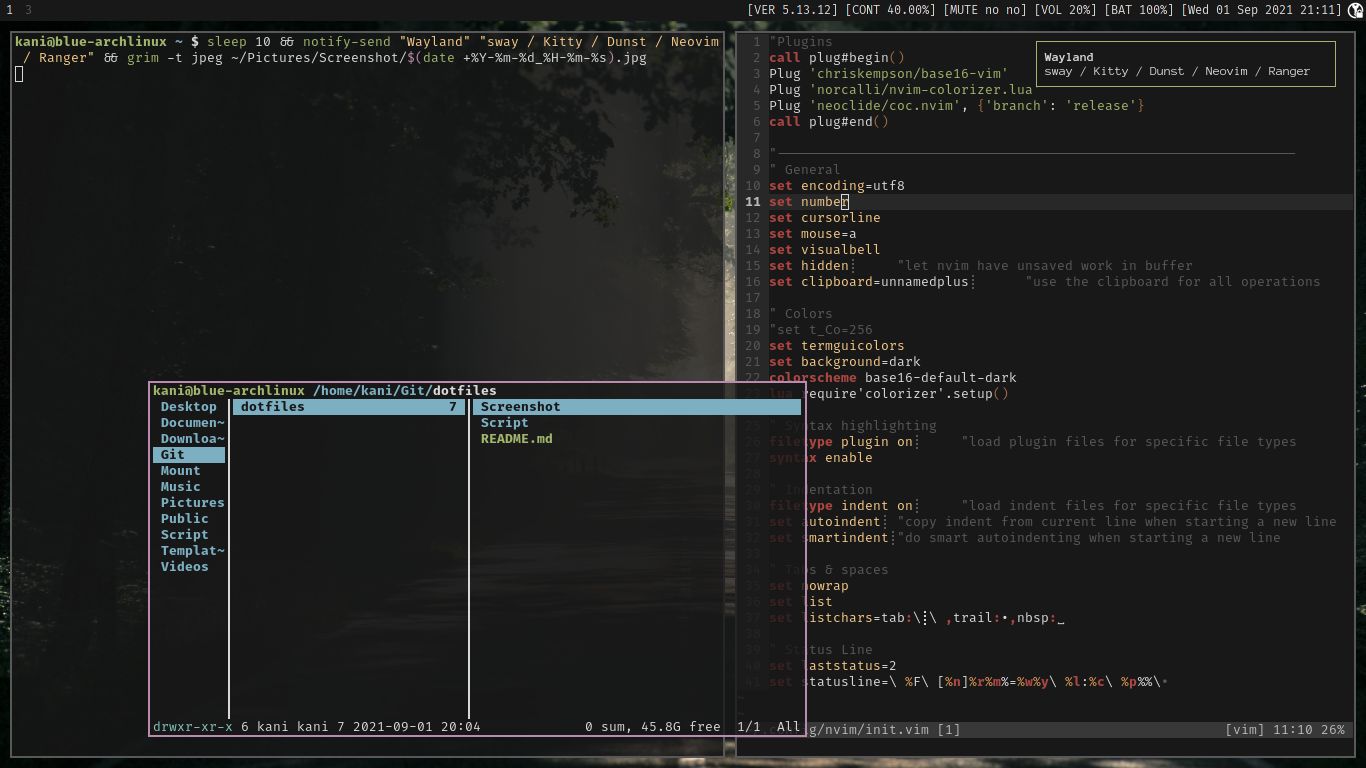 1 3
[VER 5.13.12] [CONT 40.00%] [MUTE no no] [VOL 20%] [BAT 100%] [Wed 01 Sep 2021 21:11]
kani@blue-archlinux ~ $ sleep 10 && notify-send "Wayland" "sway / Kitty / Dunst / Neovim
/ Ranger" && grim -t jpeg ~/Pictures/Screenshot/$(date +%Y-%m-%d_%H-%m-%s).jpg
Wayland
sway / Kitty / Dunst / Neovim / Ranger
1 "Plugins
2 call plug#begin()
3 Plug 'chriskempson/base16-vim'
4 Plug 'norcalli/nvim-colorizer.lua
5 Plug 'neoclide/coc.nvim', {'branch': 'release'}
6 call plug#end()
7
8 "
9 " General
10 set encoding=utf8
11 set number
12 set cursorline
13 set mouse=a
14 set visualbell
15 set hidden┊ "let nvim have unsaved work in buffer
16 set clipboard=unnamedplus┊ "use the clipboard for all operations
17
18 " Colors
19 "set t_Co=256
20 set termguicolors
21 set background=dark
22 colorscheme base16-default-dark
23 lua require'colorizer'.setup()
25 " Syntax highlighting
26 filetype plugin on┊ "load plugin files for specific file types
27 syntax enable
28
29 " Indentation
30 filetype indent on┊ "load indent files for specific file types
31 set autoindent┊ "copy indent from current line when starting a new line
32 set smartindent┊"do smart autoindenting when starting a new line
33
34 " Tabs & spaces
35 set nowrap
36 set list
37 set listchars=tab:\┊\ ,trail:•,nbsp:_
38
39 " Status Line
40 set laststatus=2
41 set statusline=\ %F\ [%n]%r%m%=%w%y\ %l:%c\ %p%%\•
g/nvim/init.vim [1] [vim] 11:10 26%
kani@blue-archlinux /home/kani/Git/dotfiles
Desktop
Documen~
Downloa~
Git
Mount
Music
Pictures
Public
Script
Templat~
Videos
dotfiles 7
Screenshot
Script
README.md
drwxr-xr-x 6 kani kani 7 2021-09-01 20:04 0 sum, 45.8G free 1/1 All